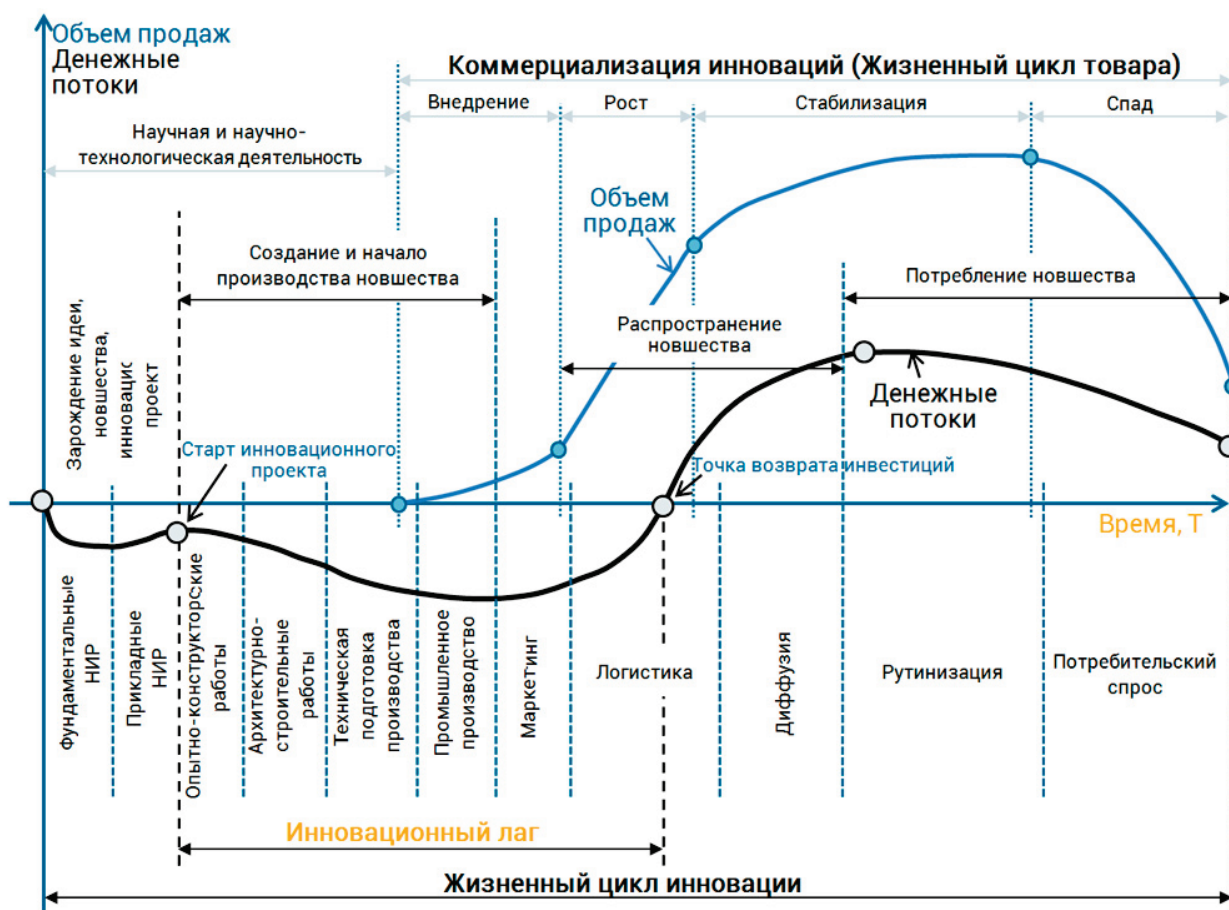 Объем продаж
Денежные
потоки
Коммерциализация инноваций (Жизненный цикл товара)
Внедрение
Рост
Стабилизация
Спад
Научная и научно-
технологическая деятельность
Объем
продаж
Создание и начало
производства новшества
Потребление новшества
Распространение
новшества
Зарождение идеи,
новшества,
инновацис
проект
Денежные
потоки
Старт инновационного
проекта
Точка возврата инвестиций
Время, Т
Фундаментальные
НИР
Прикладные
НИР
Опытно-конструкторские
работы
Архитектурно-
строительные
работы
Техническая
подготовка
производства
Промышленное
производство
Маркетинг
Логистика
Диффузия
Рутинизация
Потребительский
спрос
Инновационный лаг
Жизненный цикл инновации